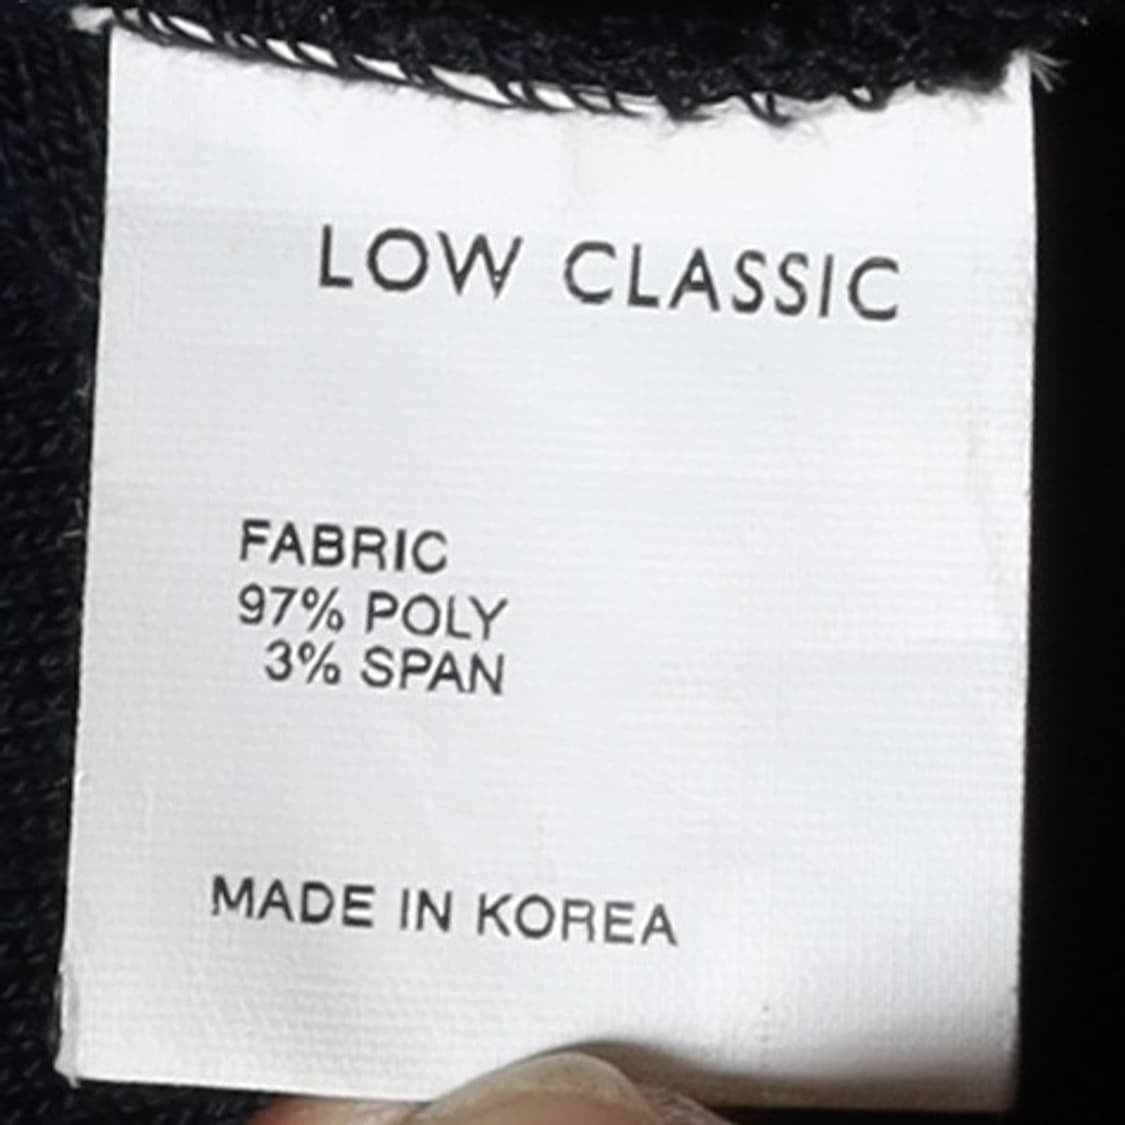 LOW CLASSIC
FABRIC
97% POLY
3% SPAN
MADE IN KOREA